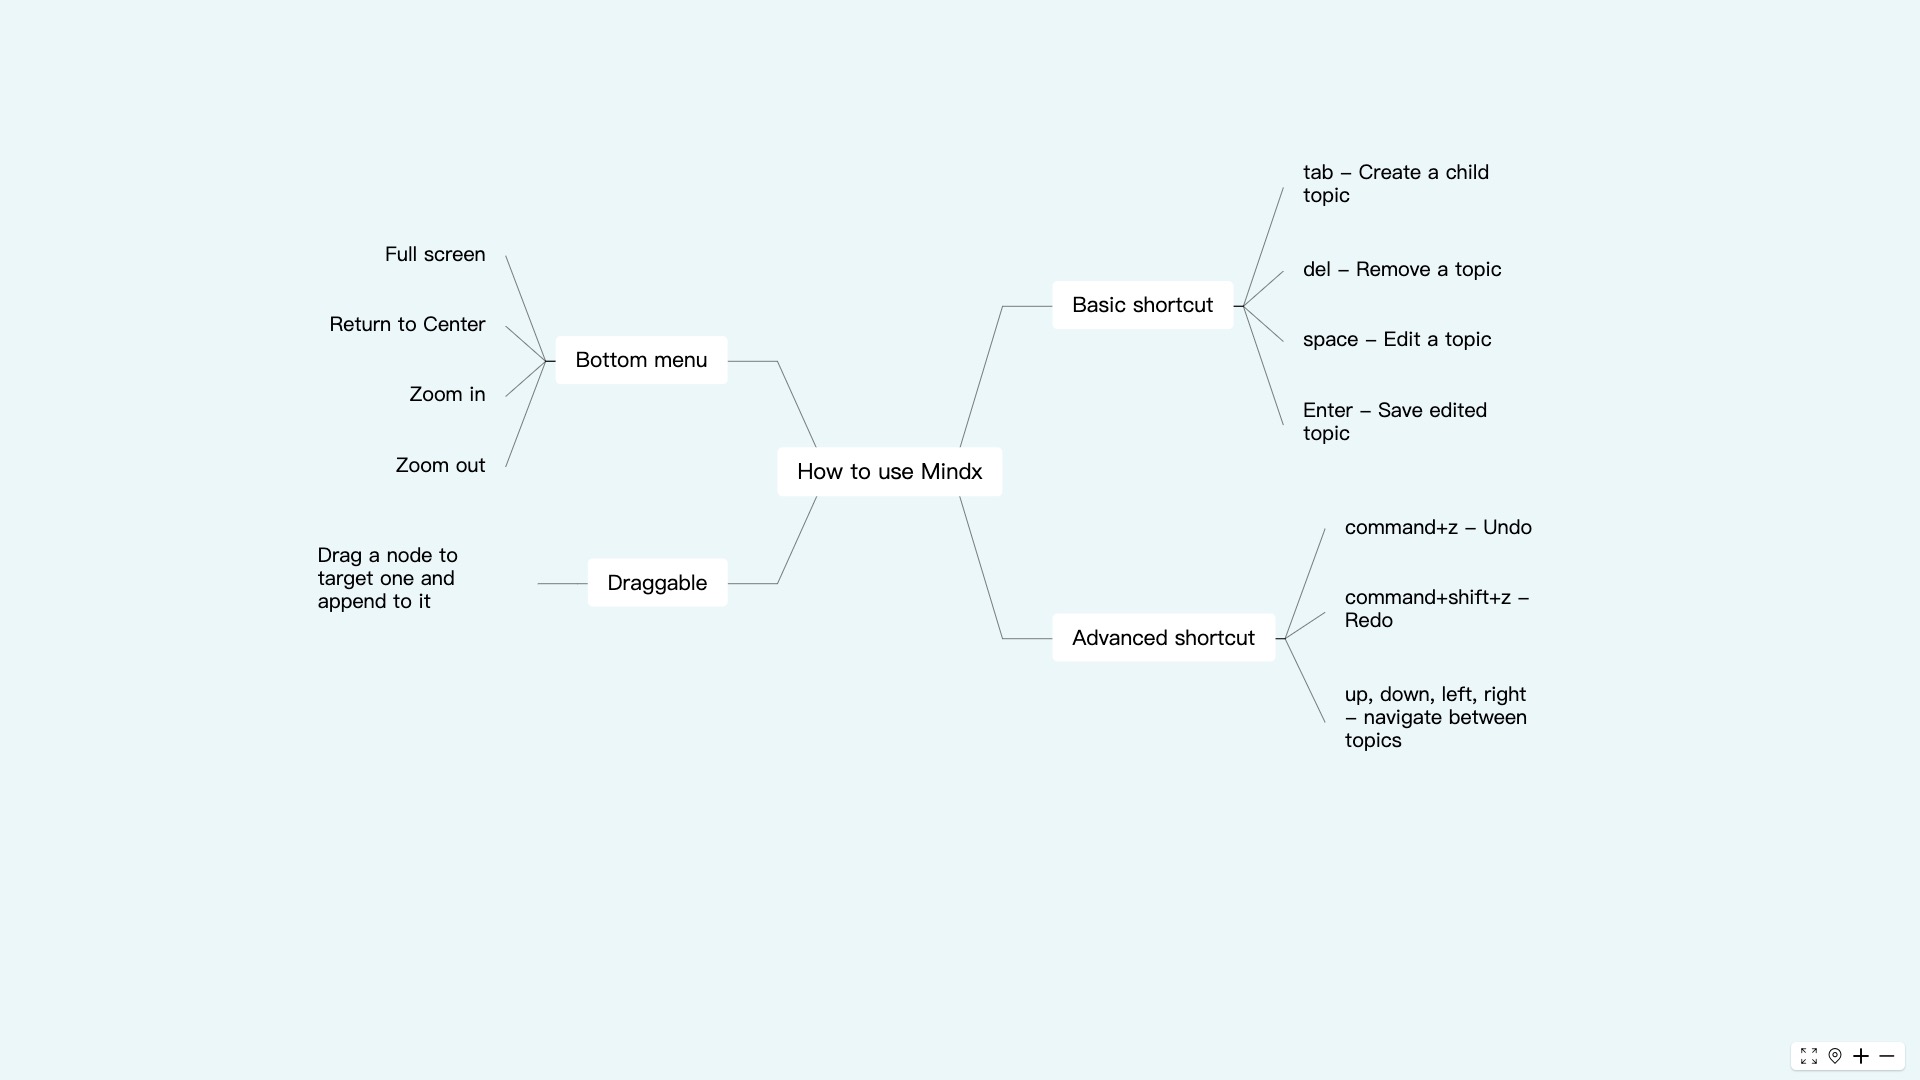 Full screen
Return to Center
Zoom in
Zoom out
Bottom menu
Drag a node to
target one and
append to it
Draggable
How to use Mindx
Basic shortcut
tab – Create a child
topic
del – Remove a topic
space – Edit a topic
Enter – Save edited
topic
Advanced shortcut
command+z – Undo
command+shift+z –
Redo
up, down, left, right
– navigate between
topics